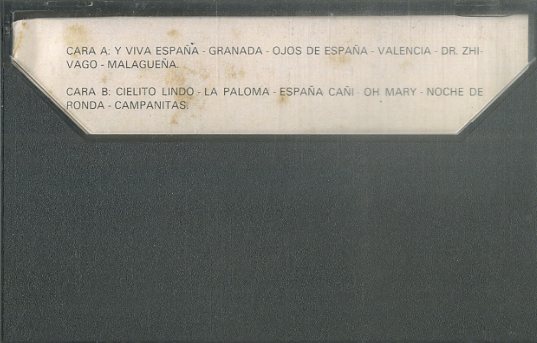 CARA A: Y VIVA ESPAÑA - GRANADA - OJOS DE ESPAÑA - VALENCIA - DR. ZHI-
VAGO - MALAGUEÑA.
CARA B: CIELITO LINDO - LA PALOMA - ESPAÑA CAÑI - OH MARY - NOCHE DE
RONDA - CAMPANITAS.